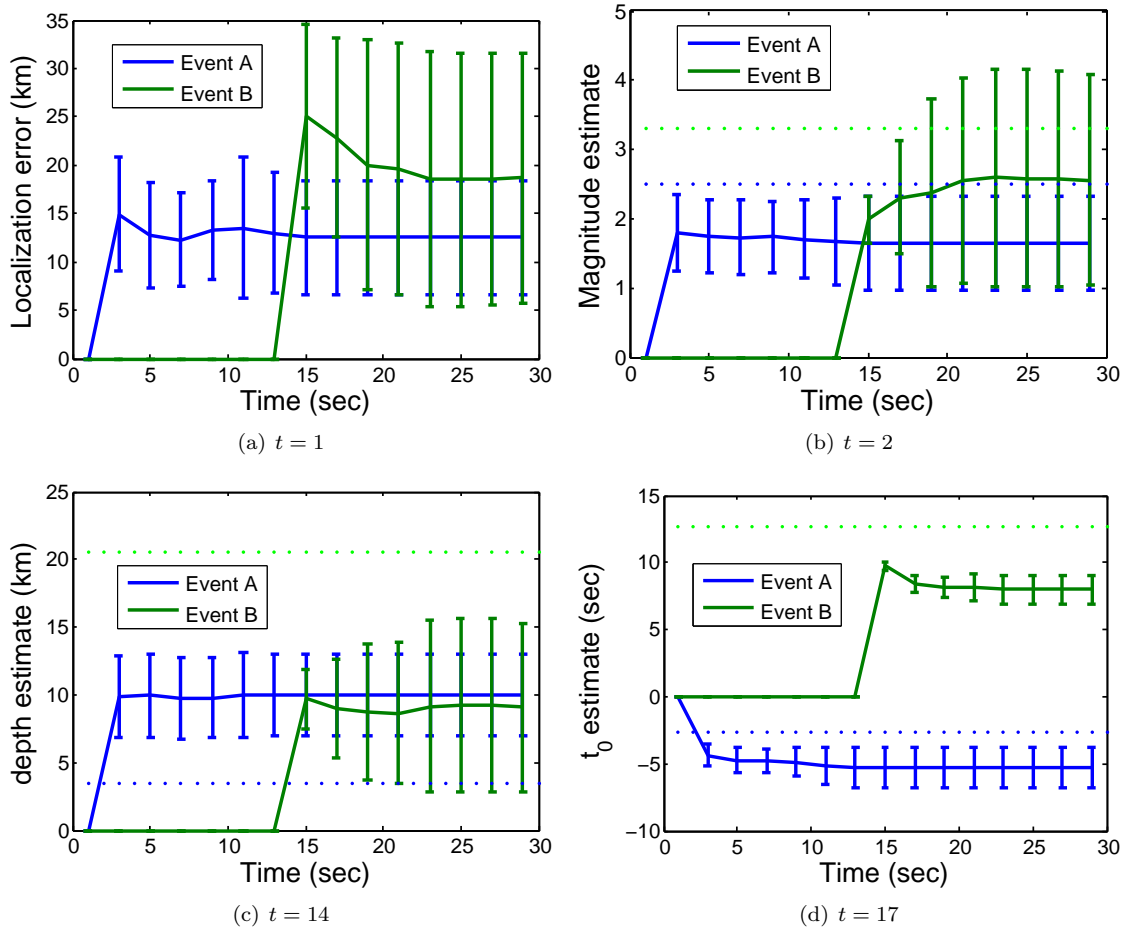 Localization error (km)
35
30
25
20
15
10
5
0
Event A
Event B
0 5 10 15 20 25 30
Time (sec)
(a) t = 1
Magnitude estimate
5
4
3
2
1
0
Event A
Event B
0 5 10 15 20 25 30
Time (sec)
(b) t = 2
depth estimate (km)
25
20
15
10
5
0
Event A
Event B
0 5 10 15 20 25 30
Time (sec)
(c) t = 14
t0 estimate (sec)
15
10
5
0
−5
−10
Event A
Event B
0 5 10 15 20 25 30
Time (sec)
(d) t = 17